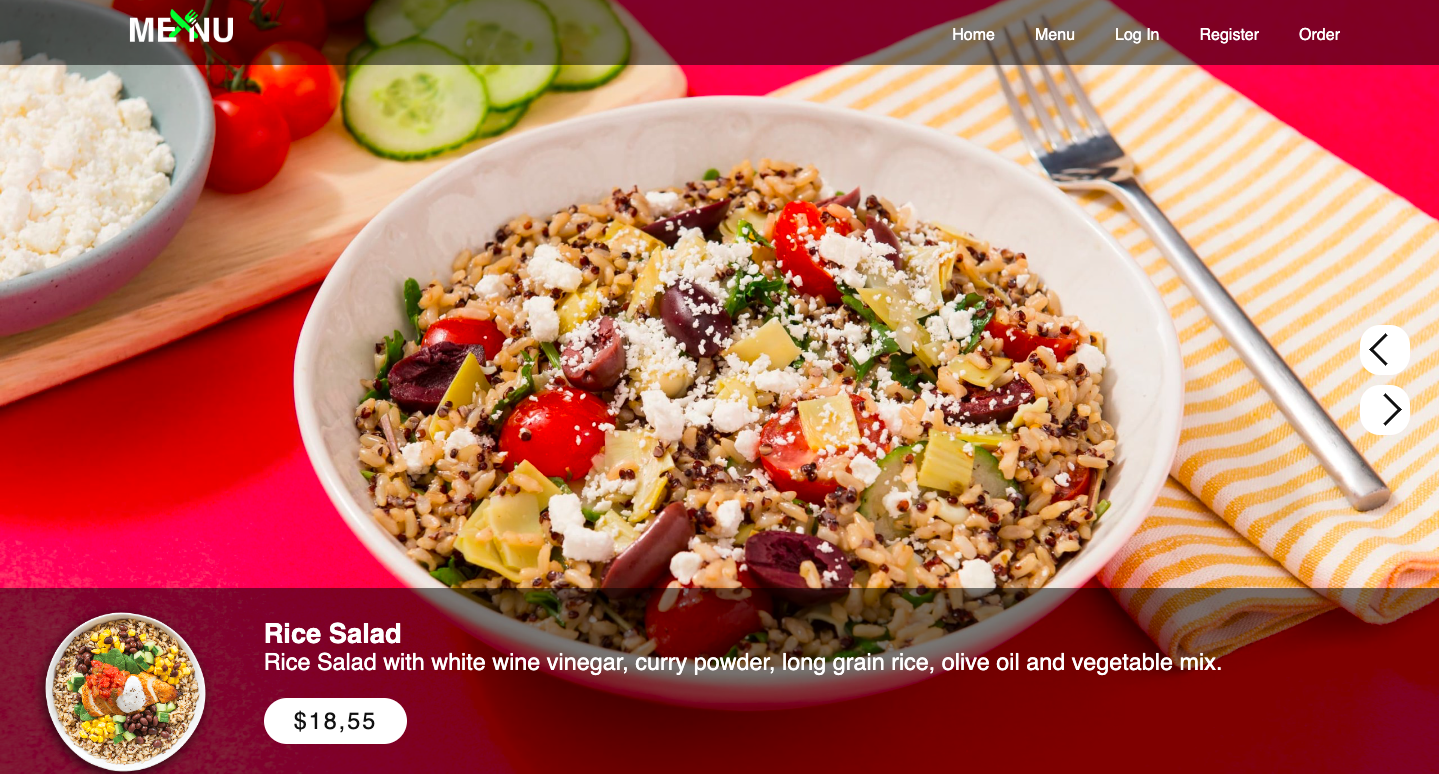 MENU
Home
Menu
Log In
Register
Order
Rice Salad
Rice Salad with white wine vinegar, curry powder, long grain rice, olive oil and vegetable mix.
$18,55